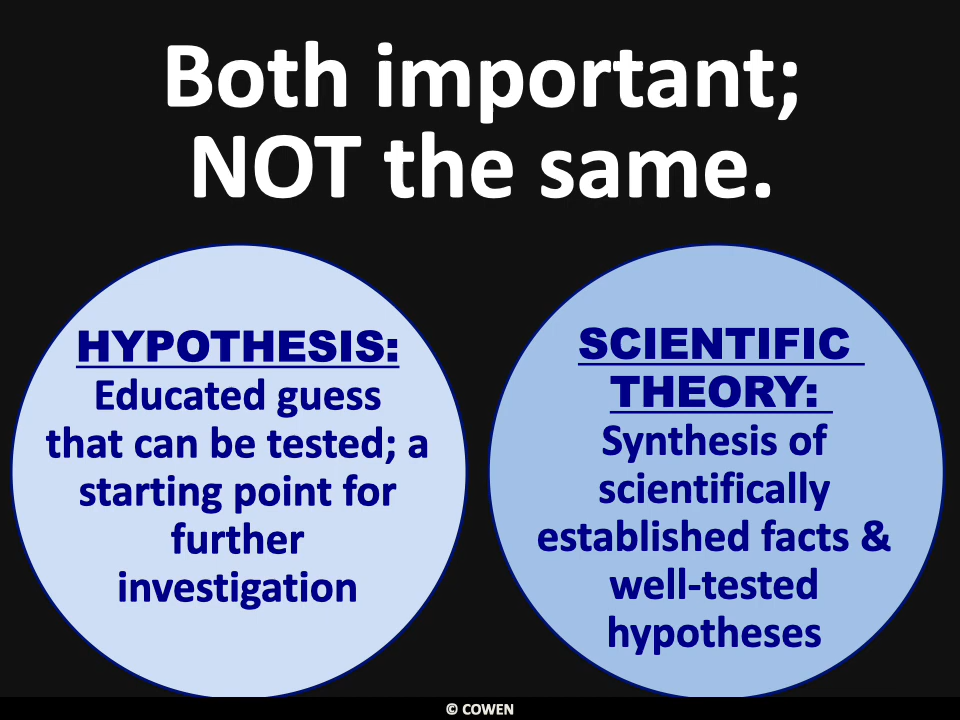 Both important;
NOT the same.
HYPOTHESIS:
Educated guess
that can be tested; a
starting point for
further
investigation
SCIENTIFIC
THEORY:
Synthesis of
scientifically
established facts &
well-tested
hypotheses
© COWEN